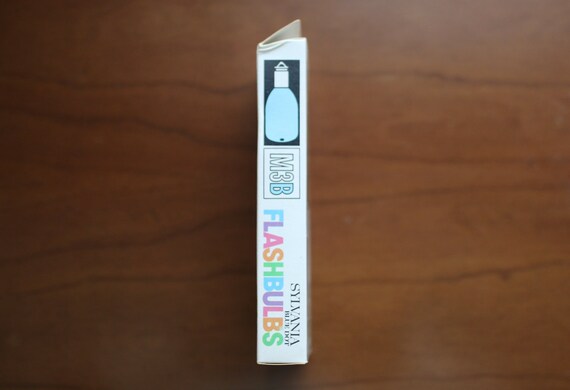 M3B
FLASHBULBS
SYLVANIA
BLUE DOT